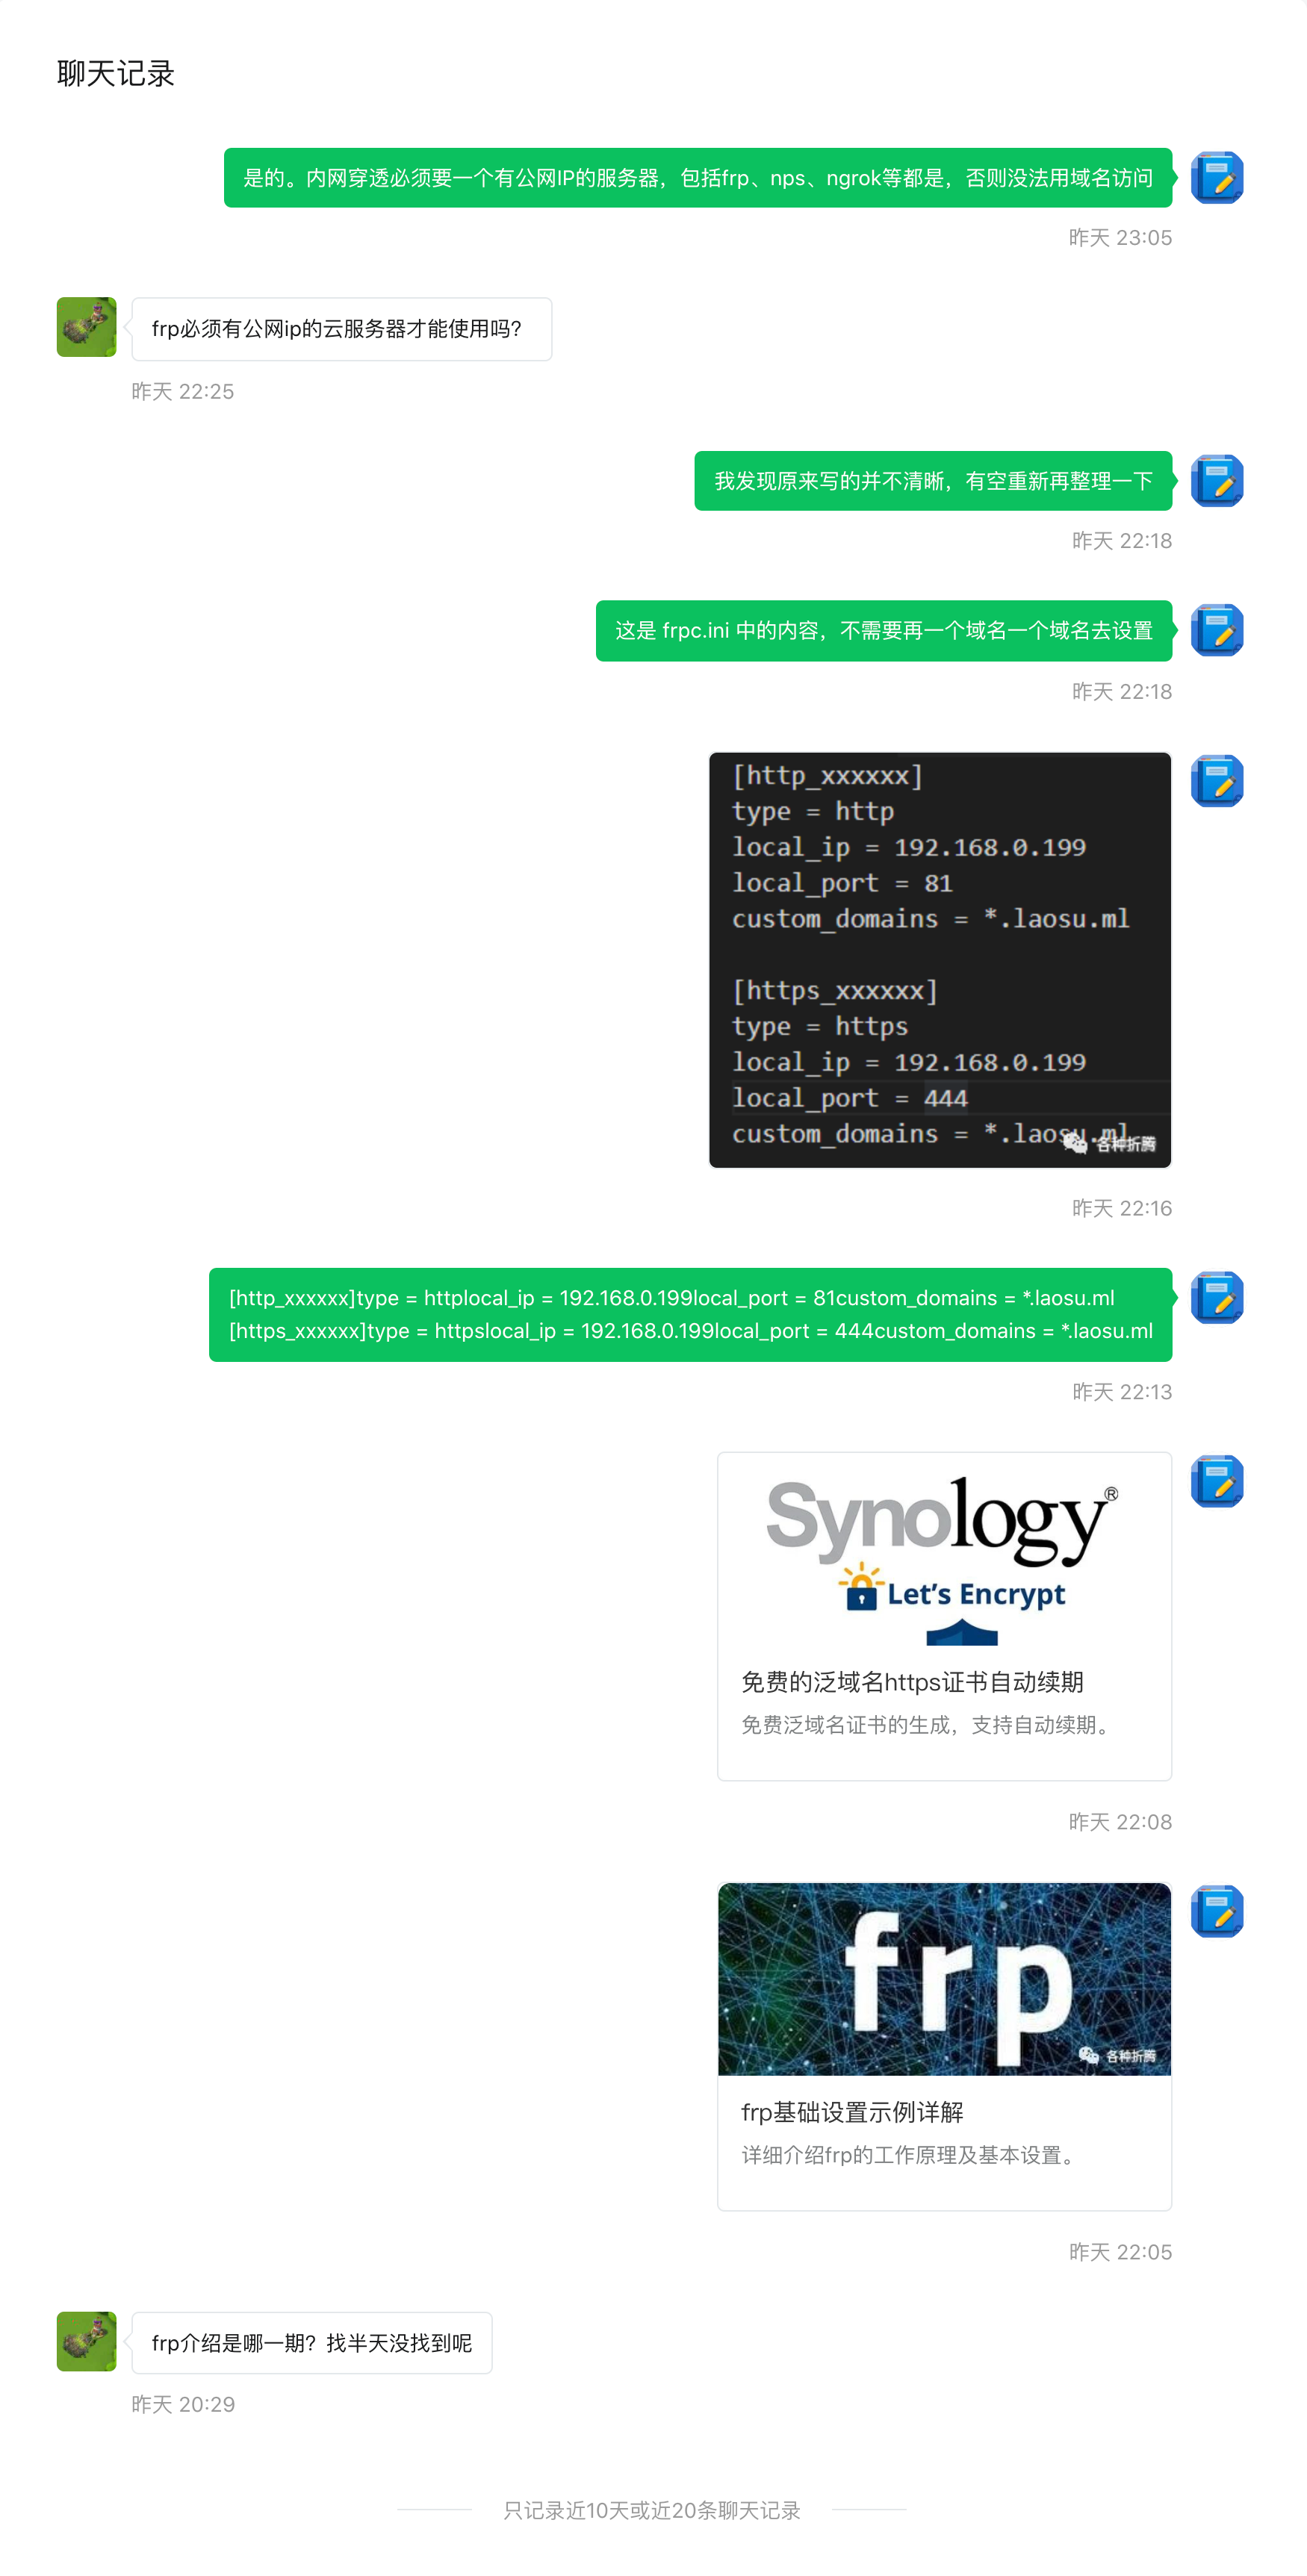 聊天记录
是的。内网穿透必须要一个有公网IP的服务器，包括frp、nps、ngrok等都是，否则没法用域名访问
昨天 23:05
frp必须有公网ip的云服务器才能使用吗？
昨天 22:25
我发现原来写的并不清晰，有空重新再整理一下
昨天 22:18
这是 frpc.ini 中的内容，不需要再一个域名一个域名去设置
昨天 22:18
[http_xxxxxx]
type = http
local_ip = 192.168.0.199
local_port = 81
custom_domains = *.laosu.ml
[https_xxxxxx]
type = https
local_ip = 192.168.0.199
local_port = 444
custom_domains = *.laosu.ml
各种折腾
昨天 22:16
[http_xxxxxx]type = httplocal_ip = 192.168.0.199local_port = 81custom_domains = *.laosu.ml
[https_xxxxxx]type = httpslocal_ip = 192.168.0.199local_port = 444custom_domains = *.laosu.ml
昨天 22:13
Synology®
Let's Encrypt
免费的泛域名https证书自动续期
免费泛域名证书的生成，支持自动续期。
昨天 22:08
frp
各种折腾
frp基础设置示例详解
详细介绍frp的工作原理及基本设置。
昨天 22:05
frp介绍是哪一期？找半天没找到呢
昨天 20:29
只记录近10天或近20条聊天记录